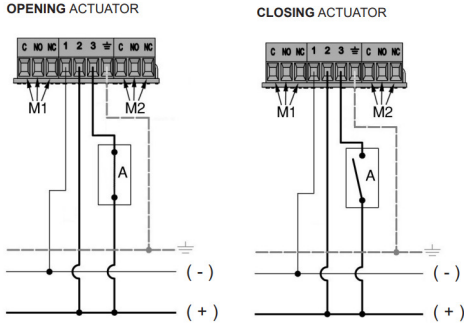 OPENING ACTUATOR
C NO NC 1 2 3 C NO NC
M1 M2
A
( - )
( + )
CLOSING ACTUATOR
C NO NC 1 2 3 C NO NC
M1 M2
A
( - )
( + )